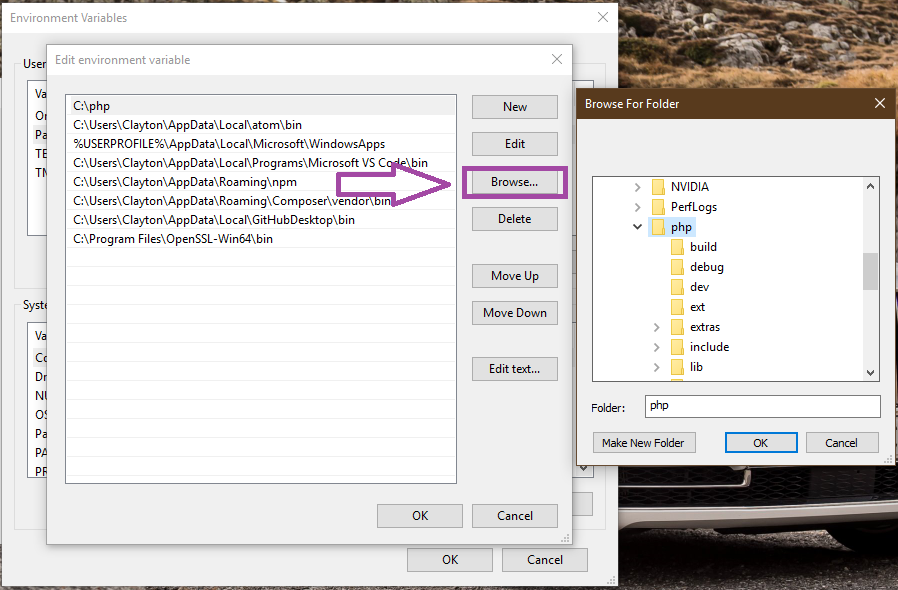 Environment Variables
User
Va
Pa
TE
Syste
Va
Co
Dr
NU
OS
Pa
PA
PR
OK
Cancel
Edit environment variable
C:\php
C:\Users\Clayton\AppData\Local\atom\bin
%USERPROFILE%\AppData\Local\Microsoft\WindowsApps
C:\Users\Clayton\AppData\Local\Programs\Microsoft VS Code\bin
C:\Users\Clayton\AppData\Roaming\npm
C:\Users\Clayton\AppData\Roaming\Composer\vendor\bin
C:\Users\Clayton\AppData\Local\GitHubDesktop\bin
C:\Program Files\OpenSSL-Win64\bin
New
Edit
Browse...
Delete
Move Up
Move Down
Edit text...
OK
Cancel
Browse For Folder
NVIDIA
PerfLogs
php
build
debug
dev
ext
extras
include
lib
Folder: php
Make New Folder
OK
Cancel